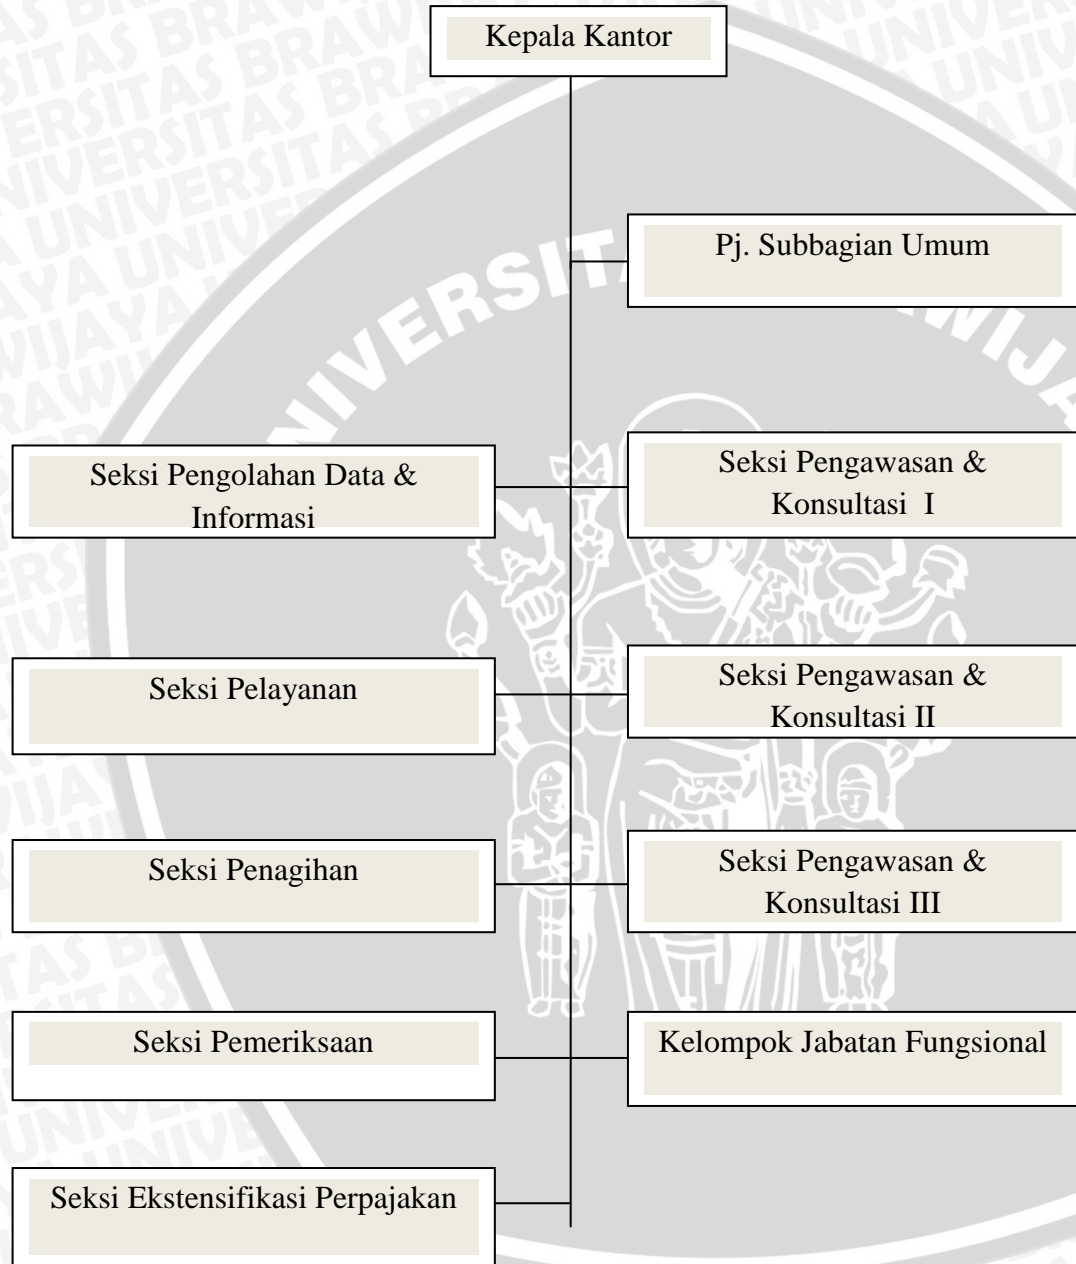 Kepala Kantor
Pj. Subbagian Umum
Seksi Pengolahan Data &
Informasi
Seksi Pengawasan &
Konsultasi I
Seksi Pelayanan
Seksi Pengawasan &
Konsultasi II
Seksi Penagihan
Seksi Pengawasan &
Konsultasi III
Seksi Pemeriksaan
Kelompok Jabatan Fungsional
Seksi Ekstensifikasi Perpajakan